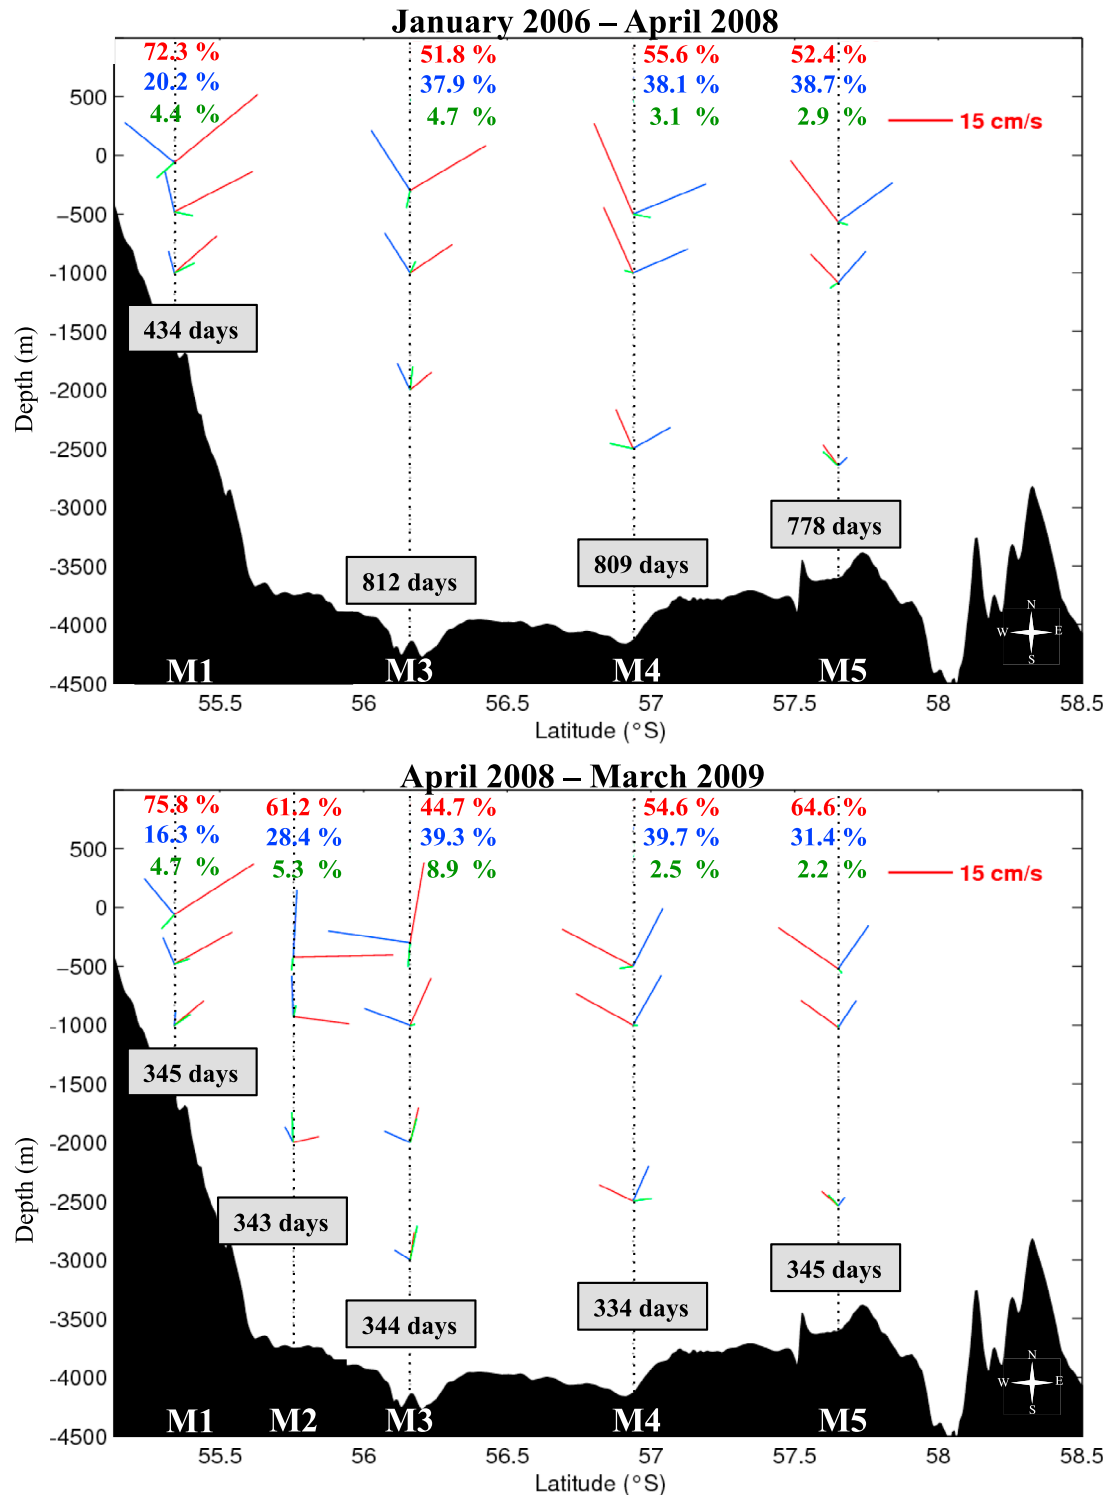 January 2006 – April 2008
72.3 % 51.8 % 55.6 % 52.4 %
20.2 % 37.9 % 38.1 % 38.7 %
4.4 % 4.7 % 3.1 % 2.9 %
15 cm/s
500
0
-500
-1000
-1500
-2000
-2500
-3000
-3500
-4000
-4500
Depth (m)
434 days
812 days
809 days
778 days
N
W E
S
M1 M3 M4 M5
55.5 56 56.5 57 57.5 58 58.5
Latitude (°S)
April 2008 – March 2009
75.8 % 61.2 % 44.7 % 54.6 % 64.6 %
16.3 % 28.4 % 39.3 % 39.7 % 31.4 %
4.7 % 5.3 % 8.9 % 2.5 % 2.2 %
15 cm/s
500
0
-500
-1000
-1500
-2000
-2500
-3000
-3500
-4000
-4500
Depth (m)
345 days
343 days
344 days
334 days
345 days
N
W E
S
M1 M2 M3 M4 M5
55.5 56 56.5 57 57.5 58 58.5
Latitude (°S)